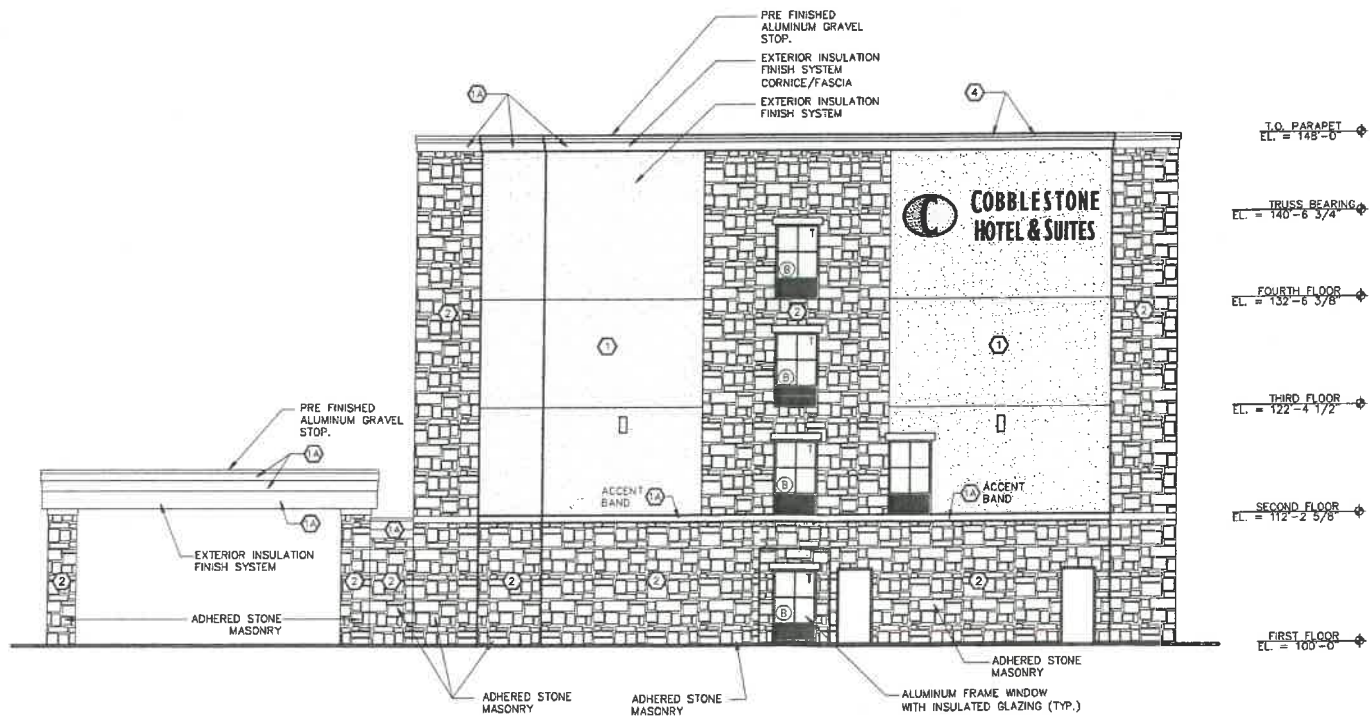 PRE FINISHED
ALUMINUM GRAVEL
STOP.
EXTERIOR INSULATION
FINISH SYSTEM
CORNICE/FASCIA
EXTERIOR INSULATION
FINISH SYSTEM
1A
4
T.O. PARAPET
EL. = 148'-0"
COBBLESTONE
HOTEL & SUITES
C
TRUSS BEARING
EL. = 140'-6 3/4"
T
B
FOURTH FLOOR
EL. = 132'-6 3/8"
2
2
2
1
1
T
B
THIRD FLOOR
EL. = 122'-4 1/2"
PRE FINISHED
ALUMINUM GRAVEL
STOP.
1A
T
B
ACCENT
BAND
1A
1A
ACCENT
BAND
SECOND FLOOR
EL. = 112'-2 5/8"
1A
1A
EXTERIOR INSULATION
FINISH SYSTEM
2
2
2
2
2
2
T
B
ADHERED STONE
MASONRY
FIRST FLOOR
EL. = 100'-0"
ADHERED STONE
MASONRY
ADHERED STONE
MASONRY
ADHERED STONE
MASONRY
ALUMINUM FRAME WINDOW
WITH INSULATED GLAZING (TYP.)